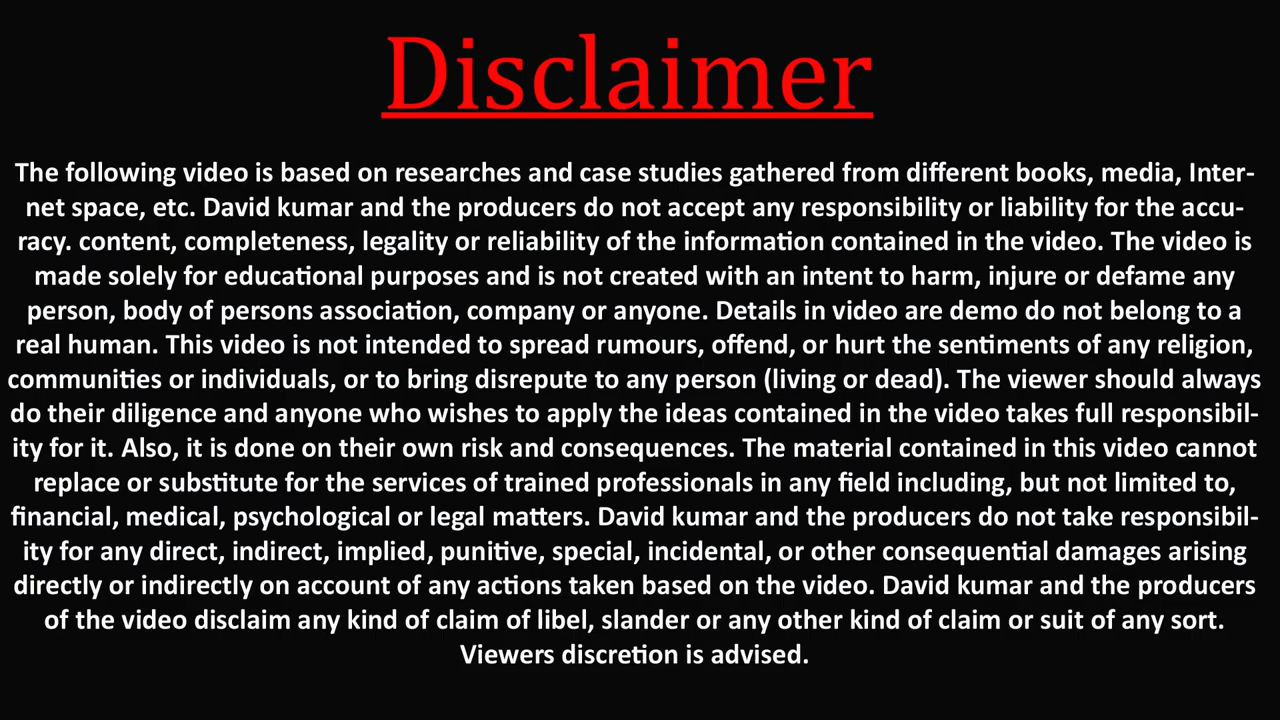 Disclaimer
The following video is based on researches and case studies gathered from different books, media, Inter-
net space, etc. David kumar and the producers do not accept any responsibility or liability for the accu-
racy. content, completeness, legality or reliability of the information contained in the video. The video is
made solely for educational purposes and is not created with an intent to harm, injure or defame any
person, body of persons association, company or anyone. Details in video are demo do not belong to a
real human. This video is not intended to spread rumours, offend, or hurt the sentiments of any religion,
communities or individuals, or to bring disrepute to any person (living or dead). The viewer should always
do their diligence and anyone who wishes to apply the ideas contained in the video takes full responsibil-
ity for it. Also, it is done on their own risk and consequences. The material contained in this video cannot
replace or substitute for the services of trained professionals in any field including, but not limited to,
financial, medical, psychological or legal matters. David kumar and the producers do not take responsibil-
ity for any direct, indirect, implied, punitive, special, incidental, or other consequential damages arising
directly or indirectly on account of any actions taken based on the video. David kumar and the producers
of the video disclaim any kind of claim of libel, slander or any other kind of claim or suit of any sort.
Viewers discretion is advised.